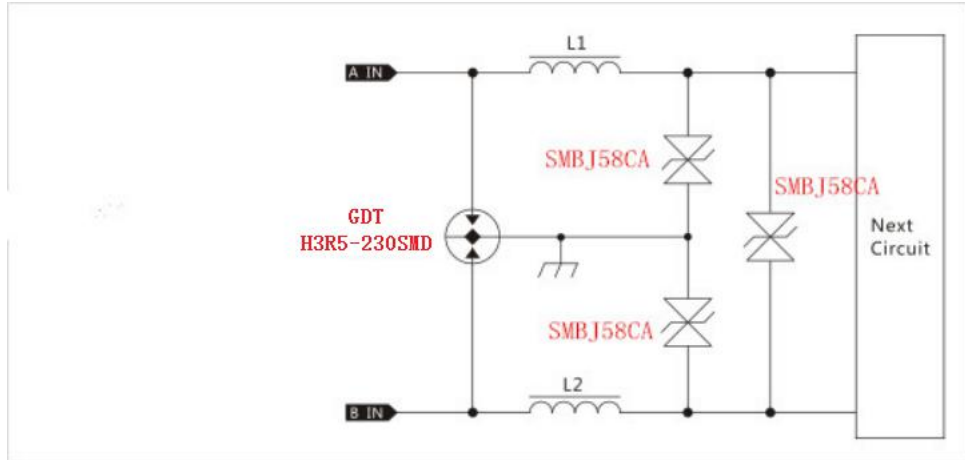 L1
A IN
SMBJ58CA
SMBJ58CA
GDT
H3R5-230SMD
Next
Circuit
SMBJ58CA
L2
B IN